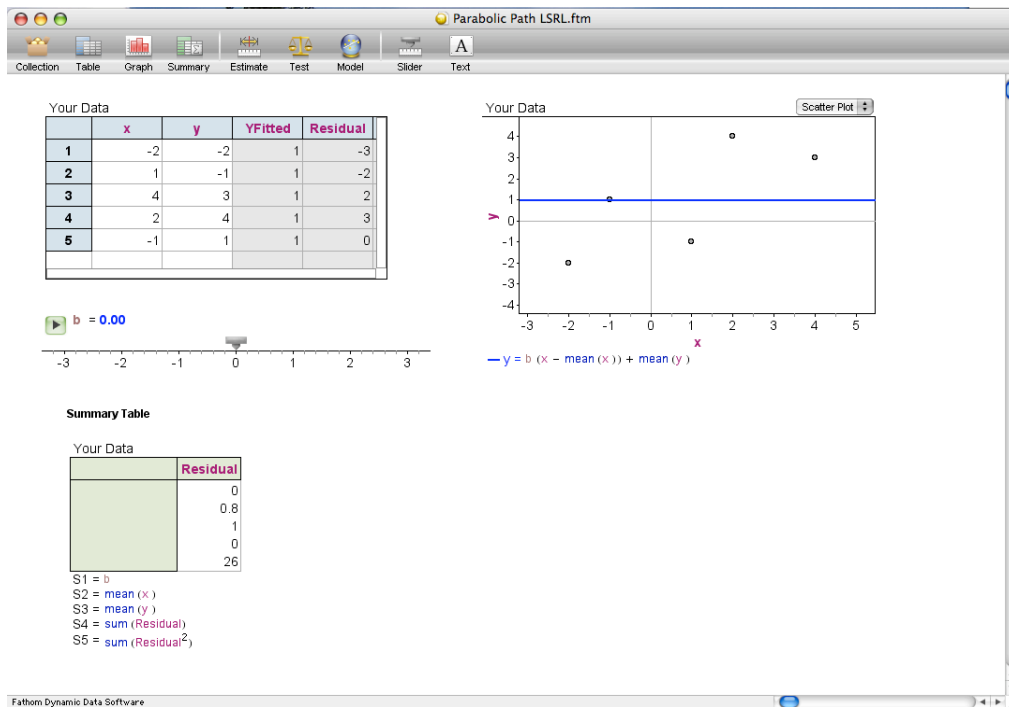 Parabolic Path LSRL.ftm
Collection Table Graph Summary Estimate Test Model Slider A Text
Your Data
x y YFitted Residual
1 -2 -2 1 -3
2 1 -1 1 -2
3 4 3 1 2
4 2 4 1 3
5 -1 1 1 0
Your Data
Scatter Plot
4
3
2
1
0
-1
-2
-3
-4
y
-3 -2 -1 0 1 2 3 4 5
x
y = b (x - mean (x)) + mean (y)
b = 0.00
-3 -2 -1 0 1 2 3
Summary Table
Your Data
Residual
0
0.8
1
0
26
S1 = b
S2 = mean (x)
S3 = mean (y)
S4 = sum (Residual)
S5 = sum (Residual²)
Fathom Dynamic Data Software